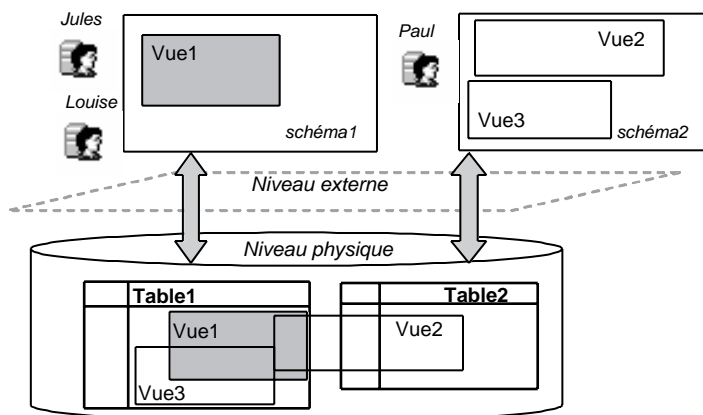 Jules
Louise
Vue1
schéma1
Paul
Vue2
Vue3
schéma2
Niveau externe
Niveau physique
Table1
Vue1
Vue3
Table2
Vue2